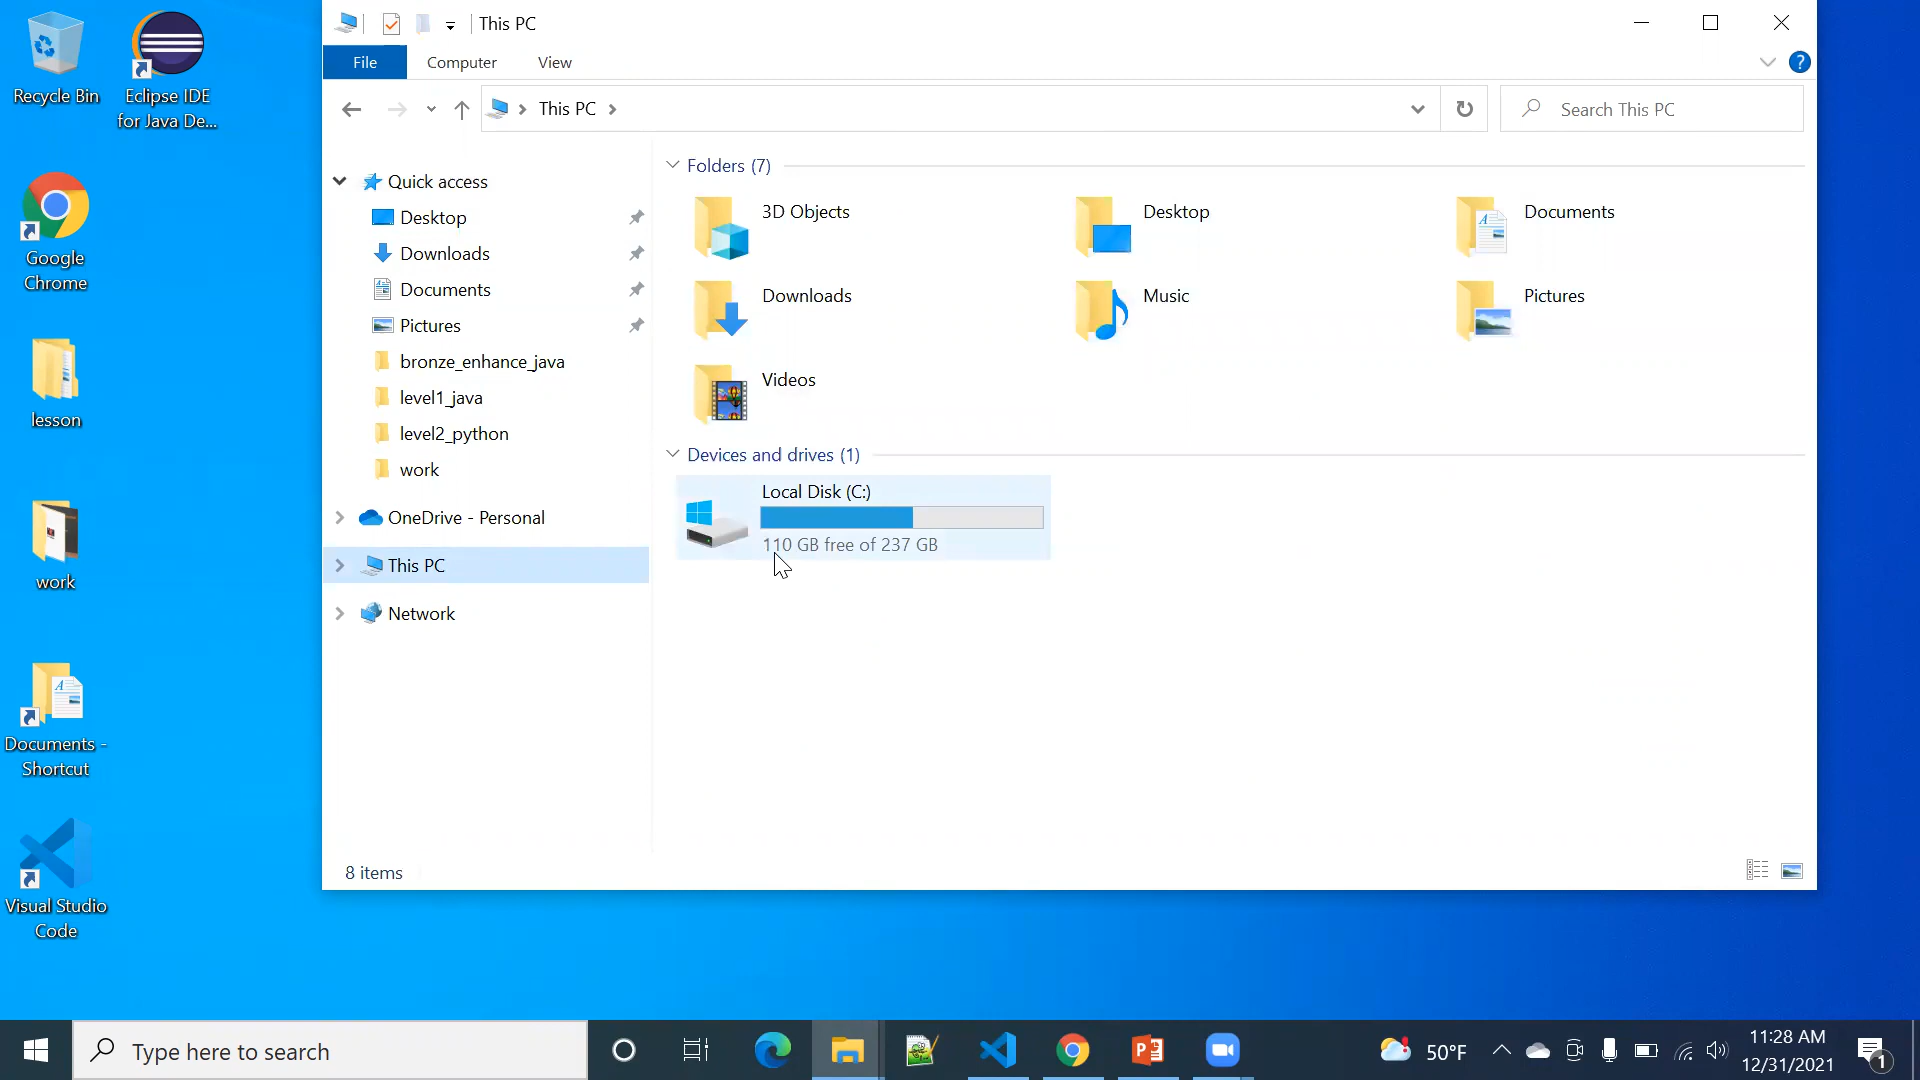 Recycle Bin
Eclipse IDE
for Java De...
Google
Chrome
lesson
work
Documents -
Shortcut
Visual Studio
Code
This PC
File
Computer
View
?
This PC
Search This PC
Quick access
Desktop
Downloads
Documents
Pictures
bronze_enhance_java
level1_java
level2_python
work
OneDrive - Personal
This PC
Network
Folders (7)
3D Objects
Desktop
Documents
Downloads
Music
Pictures
Videos
Devices and drives (1)
Local Disk (C:)
110 GB free of 237 GB
8 items
Type here to search
50°F
11:28 AM
12/31/2021
1